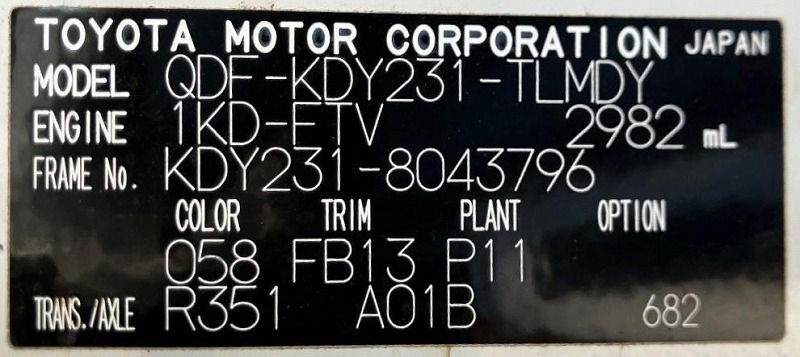 TOYOTA MOTOR CORPORATION JAPAN
MODEL QDF-KDY231-TLMDY
ENGINE 1KD-FTV 2982 mL
FRAME No. KDY231-8043796
COLOR TRIM PLANT OPTION
058 FB13 P11
TRANS./AXLE R351 A01B 682